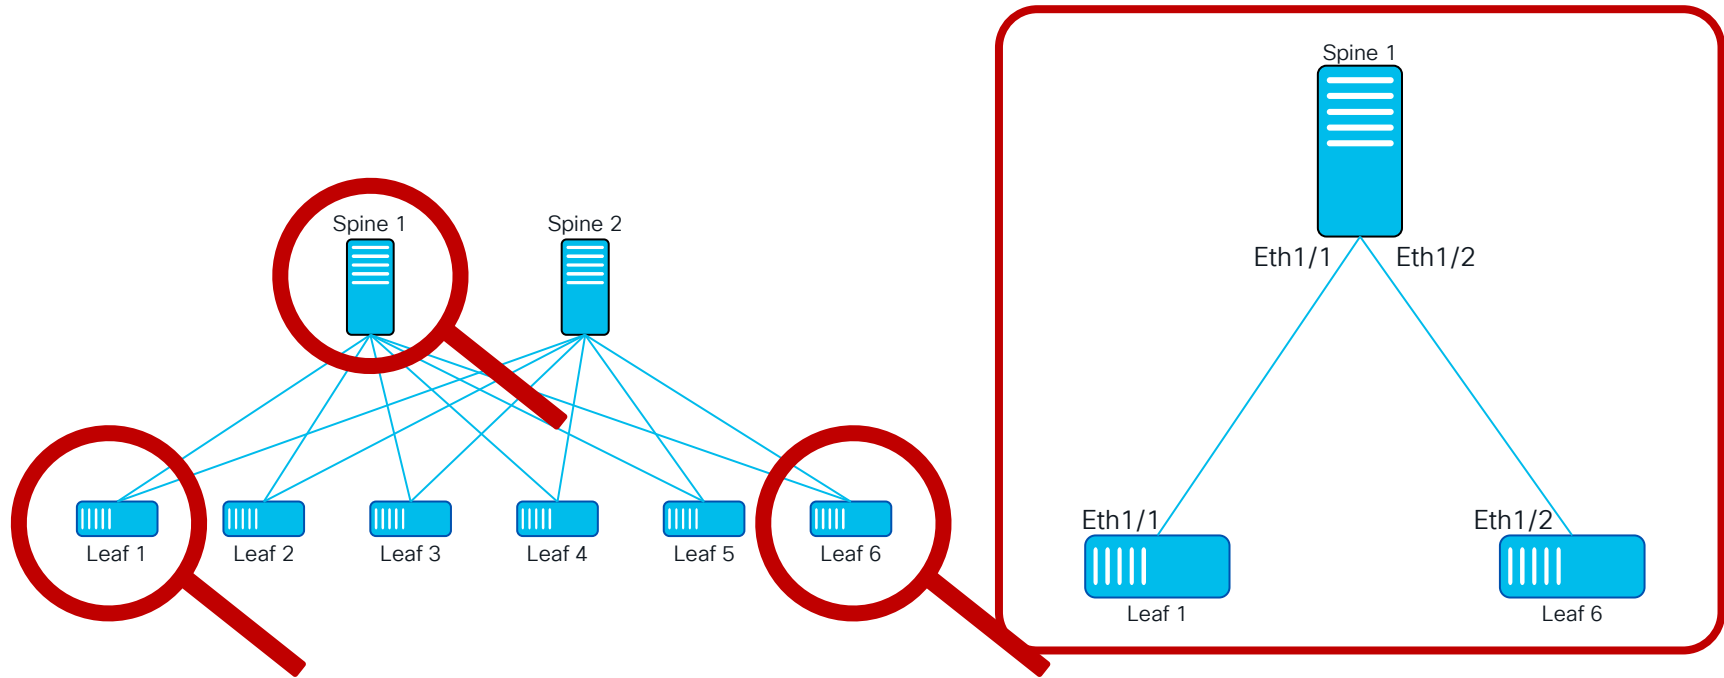 Spine 1
Spine 2
Leaf 1
Leaf 2
Leaf 3
Leaf 4
Leaf 5
Leaf 6
Spine 1
Eth1/1
Eth1/2
Eth1/1
Eth1/2
Leaf 1
Leaf 6